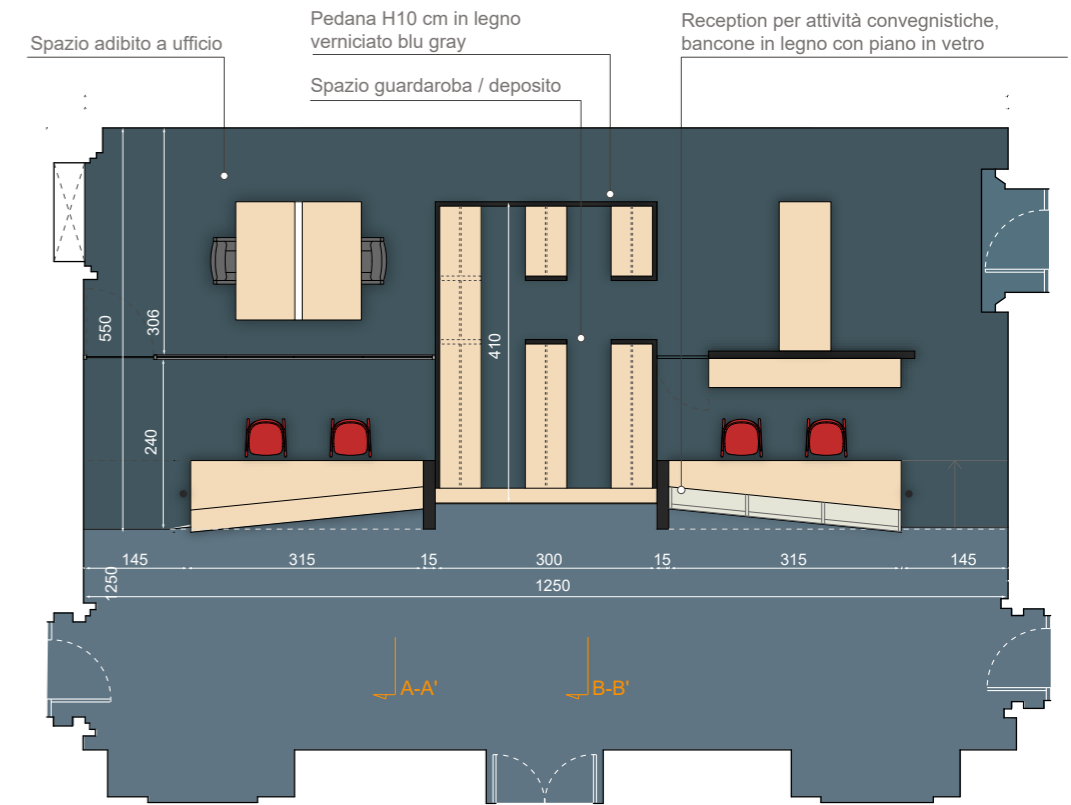 Spazio adibito a ufficio
Pedana H10 cm in legno
verniciato blu gray
Spazio guardaroba / deposito
Reception per attività convegnistiche,
bancone in legno con piano in vetro
550
306
410
240
145
315
15
300
15
315
145
1250
1250
A-A'
B-B'